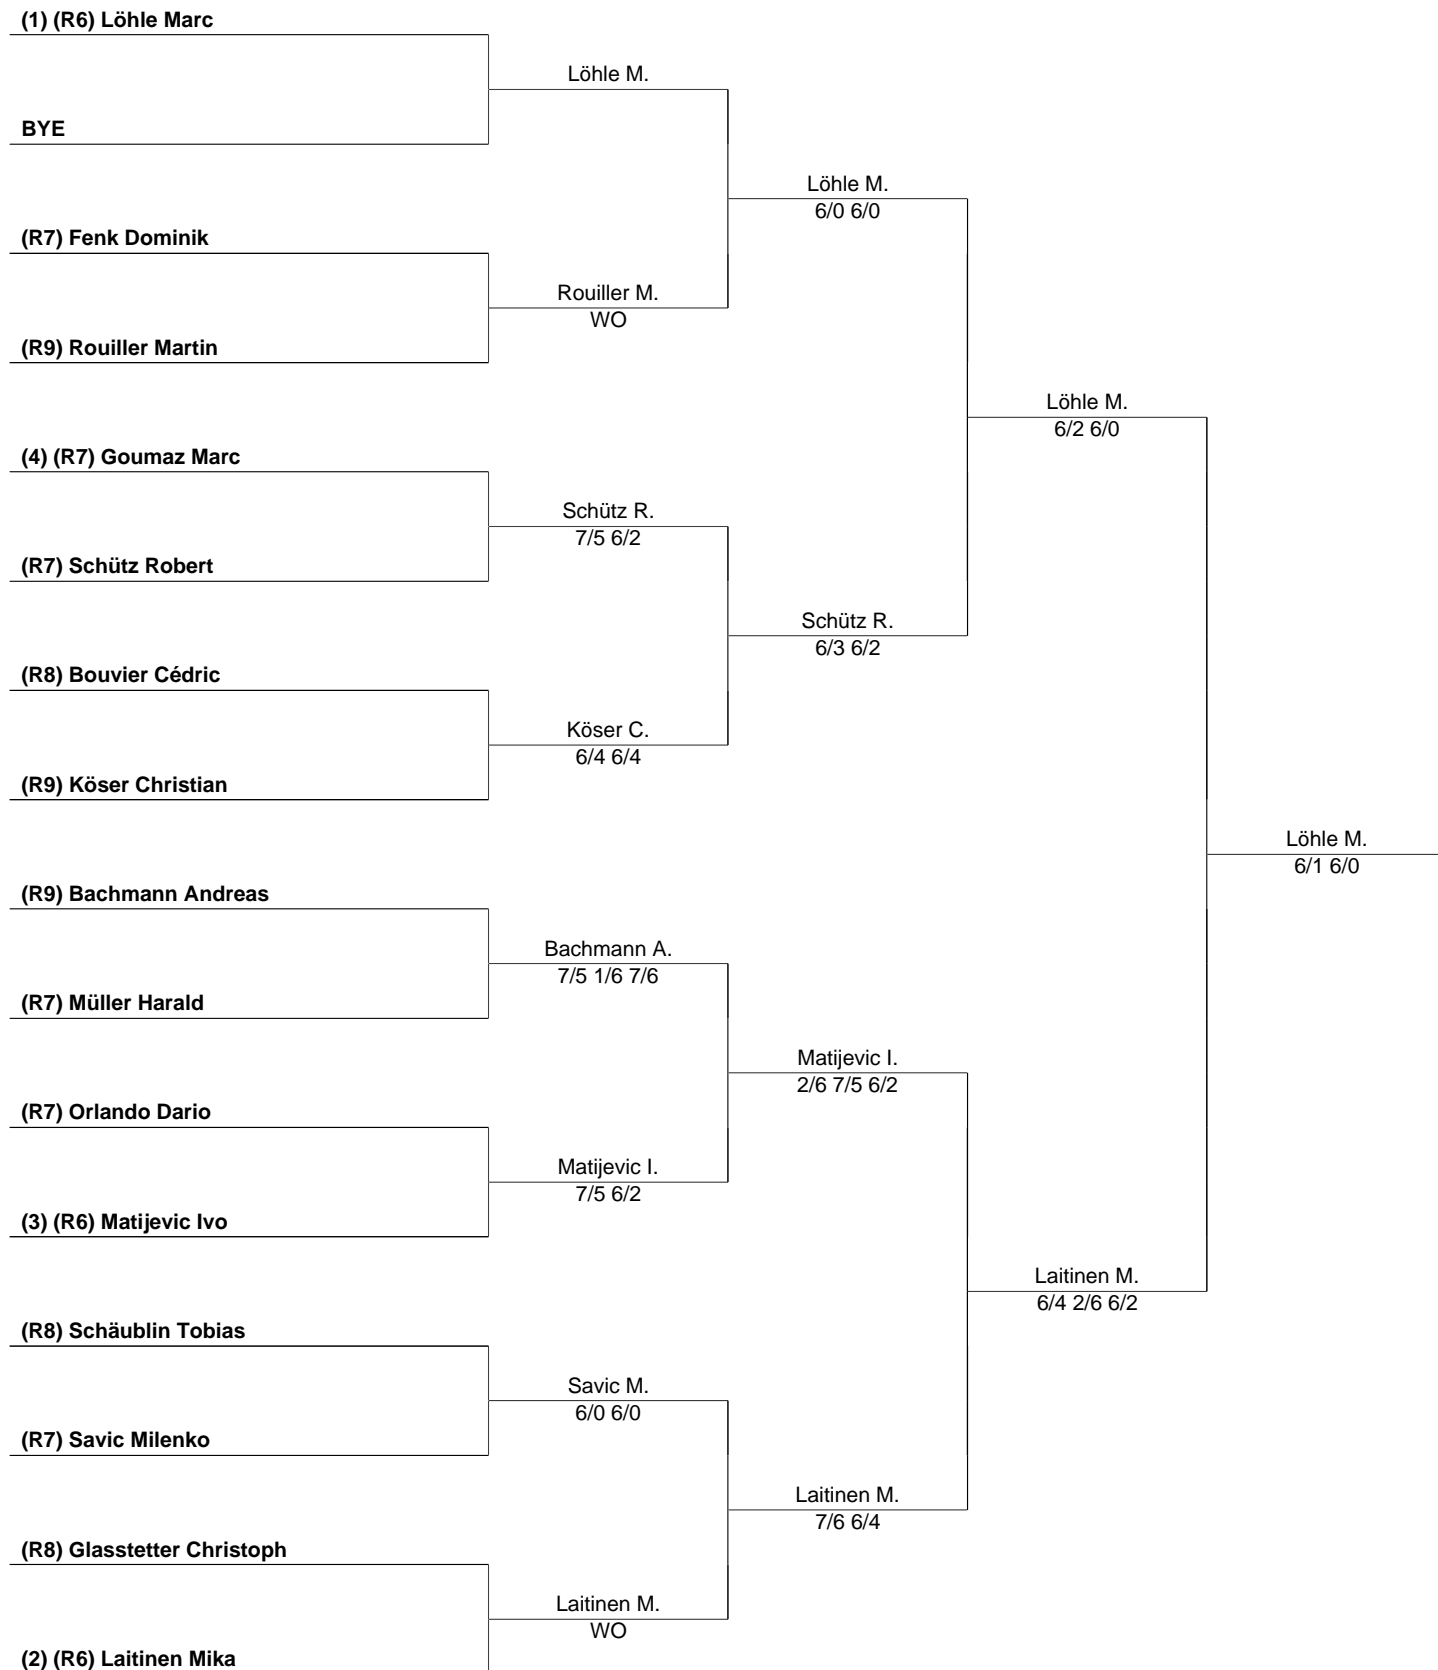 (1) (R6) Löhle Marc
Löhle M.
BYE
Löhle M.
6/0 6/0
(R7) Fenk Dominik
Rouiller M.
WO
(R9) Rouiller Martin
Löhle M.
6/2 6/0
(4) (R7) Goumaz Marc
Schütz R.
7/5 6/2
(R7) Schütz Robert
Schütz R.
6/3 6/2
(R8) Bouvier Cédric
Köser C.
6/4 6/4
(R9) Köser Christian
Löhle M.
6/1 6/0
(R9) Bachmann Andreas
Bachmann A.
7/5 1/6 7/6
(R7) Müller Harald
Matijevic I.
2/6 7/5 6/2
(R7) Orlando Dario
Matijevic I.
7/5 6/2
(3) (R6) Matijevic Ivo
Laitinen M.
6/4 2/6 6/2
(R8) Schäublin Tobias
Savic M.
6/0 6/0
(R7) Savic Milenko
Laitinen M.
7/6 6/4
(R8) Glasstetter Christoph
Laitinen M.
WO
(2) (R6) Laitinen Mika